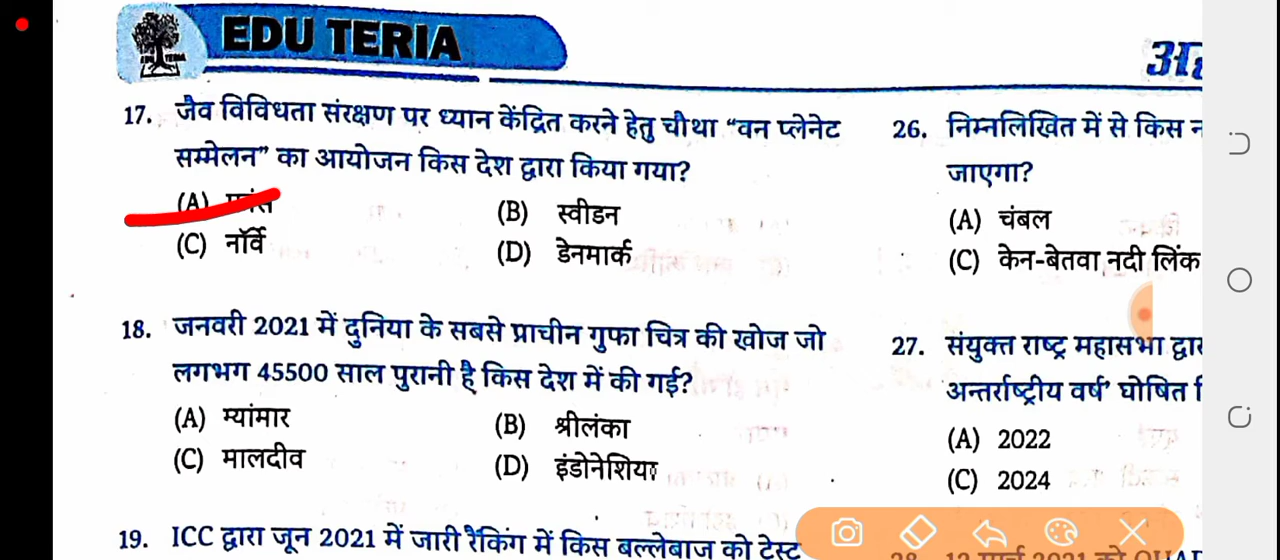 EDU TERIA
17. जैव विविधता संरक्षण पर ध्यान केंद्रित करने हेतु चौथा “वन प्लेनेट
सम्मेलन” का आयोजन किस देश द्वारा किया गया?
(A)
(B) स्वीडन
(C) नॉर्वे
(D) डेनमार्क
18. जनवरी 2021 में दुनिया के सबसे प्राचीन गुफा चित्र की खोज जो
लगभग 45500 साल पुरानी है किस देश में की गई?
(A) म्यांमार
(B) श्रीलंका
(C) मालदीव
(D) इंडोनेशिया
19. ICC द्वारा जून 2021 में जारी रैंकिंग में किस बल्लेबाज को टेस्ट
26. निम्नलिखित में से किस
जाएगा?
(A) चंबल
(C) केन-बेतवा नदी लिंक
27. संयुक्त राष्ट्र महासभा
अन्तर्राष्ट्रीय वर्ष’ घोषित
(A) 2022
(C) 2024